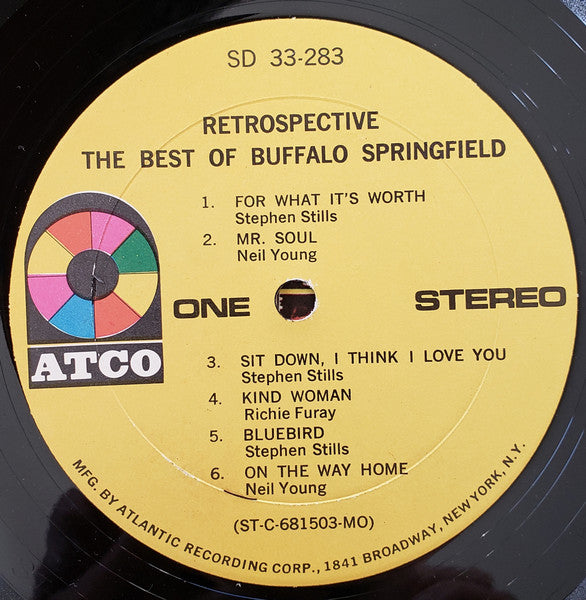 SD 33-283
RETROSPECTIVE
THE BEST OF BUFFALO SPRINGFIELD
1. FOR WHAT IT'S WORTH
Stephen Stills
2. MR. SOUL
Neil Young
ONE
STEREO
ATCO
3. SIT DOWN, I THINK I LOVE YOU
Stephen Stills
4. KIND WOMAN
Richie Furay
5. BLUEBIRD
Stephen Stills
6. ON THE WAY HOME
Neil Young
(ST-C-681503-MO)
MFG. BY ATLANTIC RECORDING CORP., 1841 BROADWAY, NEW YORK, N.Y.